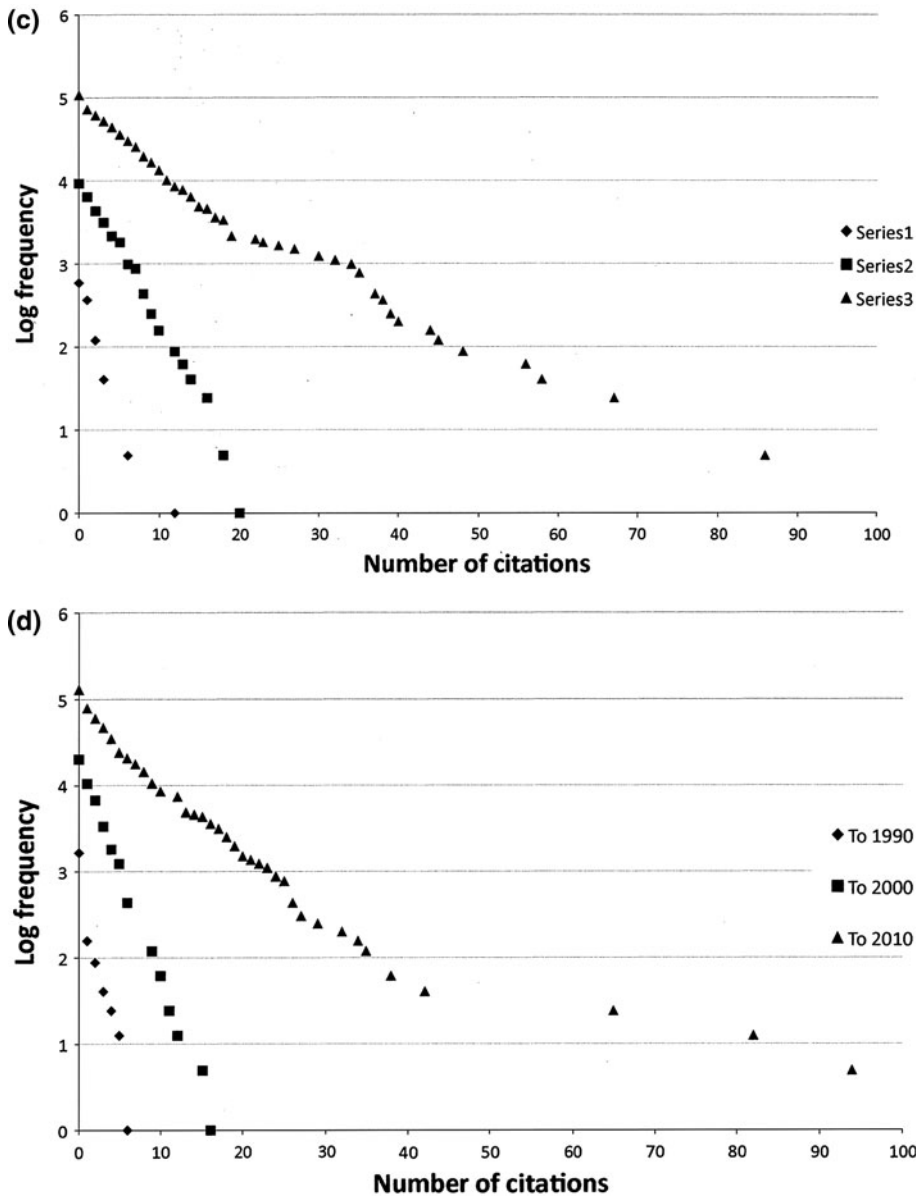 (c)
6
5
4
3
2
1
0
Log frequency
0 10 20 30 40 50 60 70 80 90 100
Number of citations
Series1
Series2
Series3
(d)
6
5
4
3
2
1
0
Log frequency
0 10 20 30 40 50 60 70 80 90 100
Number of citations
To 1990
To 2000
To 2010